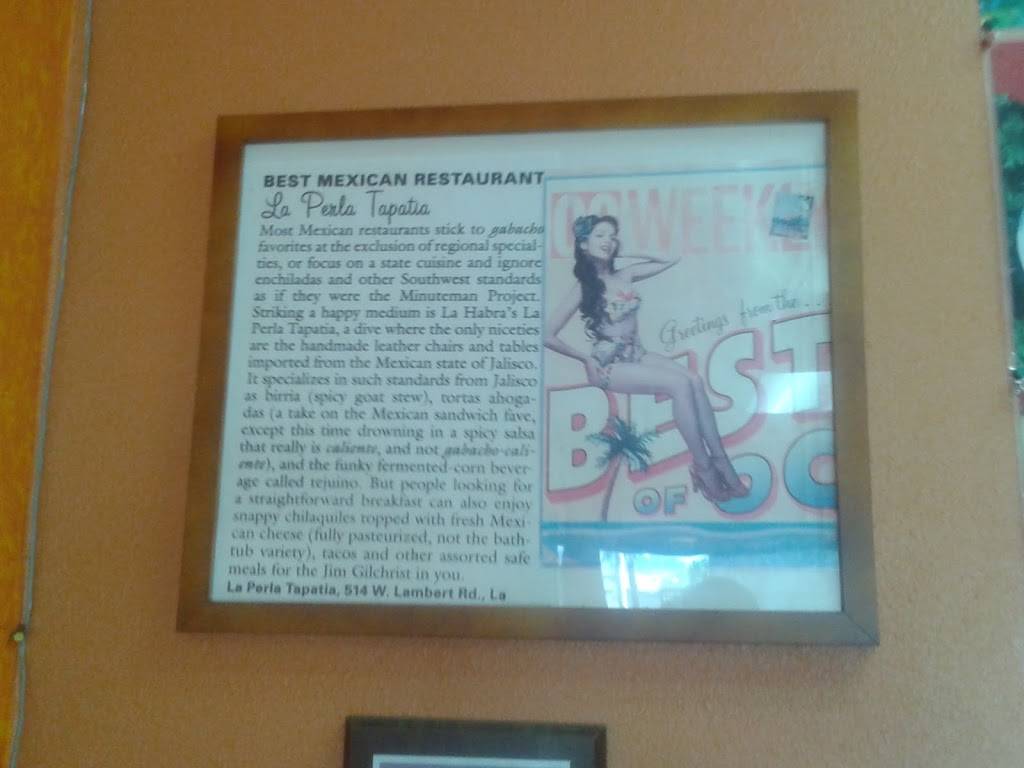 BEST MEXICAN RESTAURANT
La Perla Tapatia
Most Mexican restaurants stick to gabacho
favorites at the exclusion of regional special-
ties, or focus on a state cuisine and ignore
enchiladas and other Southwest standards
as if they were the Minuteman Project.
Striking a happy medium is La Habra's La
Perla Tapatia, a dive where the only niceties
are the handmade leather chairs and tables
imported from the Mexican state of Jalisco.
It specializes in such standards from Jalisco
as birria (spicy goat stew), tortas ahoga-
das (a take on the Mexican sandwich fave,
except this time drowning in a spicy salsa
that really is caliente, and not gabacho-cali-
ente), and the funky fermented-corn bever-
age called tejuino. But people looking for
a straightforward breakfast can also enjoy
snappy chilaquiles topped with fresh Mexi-
can cheese (fully pasteurized, not the bath-
tub variety), tacos and other assorted safe
meals for the Jim Gilchrist in you.
La Perla Tapatia, 514 W. Lambert Rd., La
OCWEEKLY
Greetings from the...
BEST
OF OC